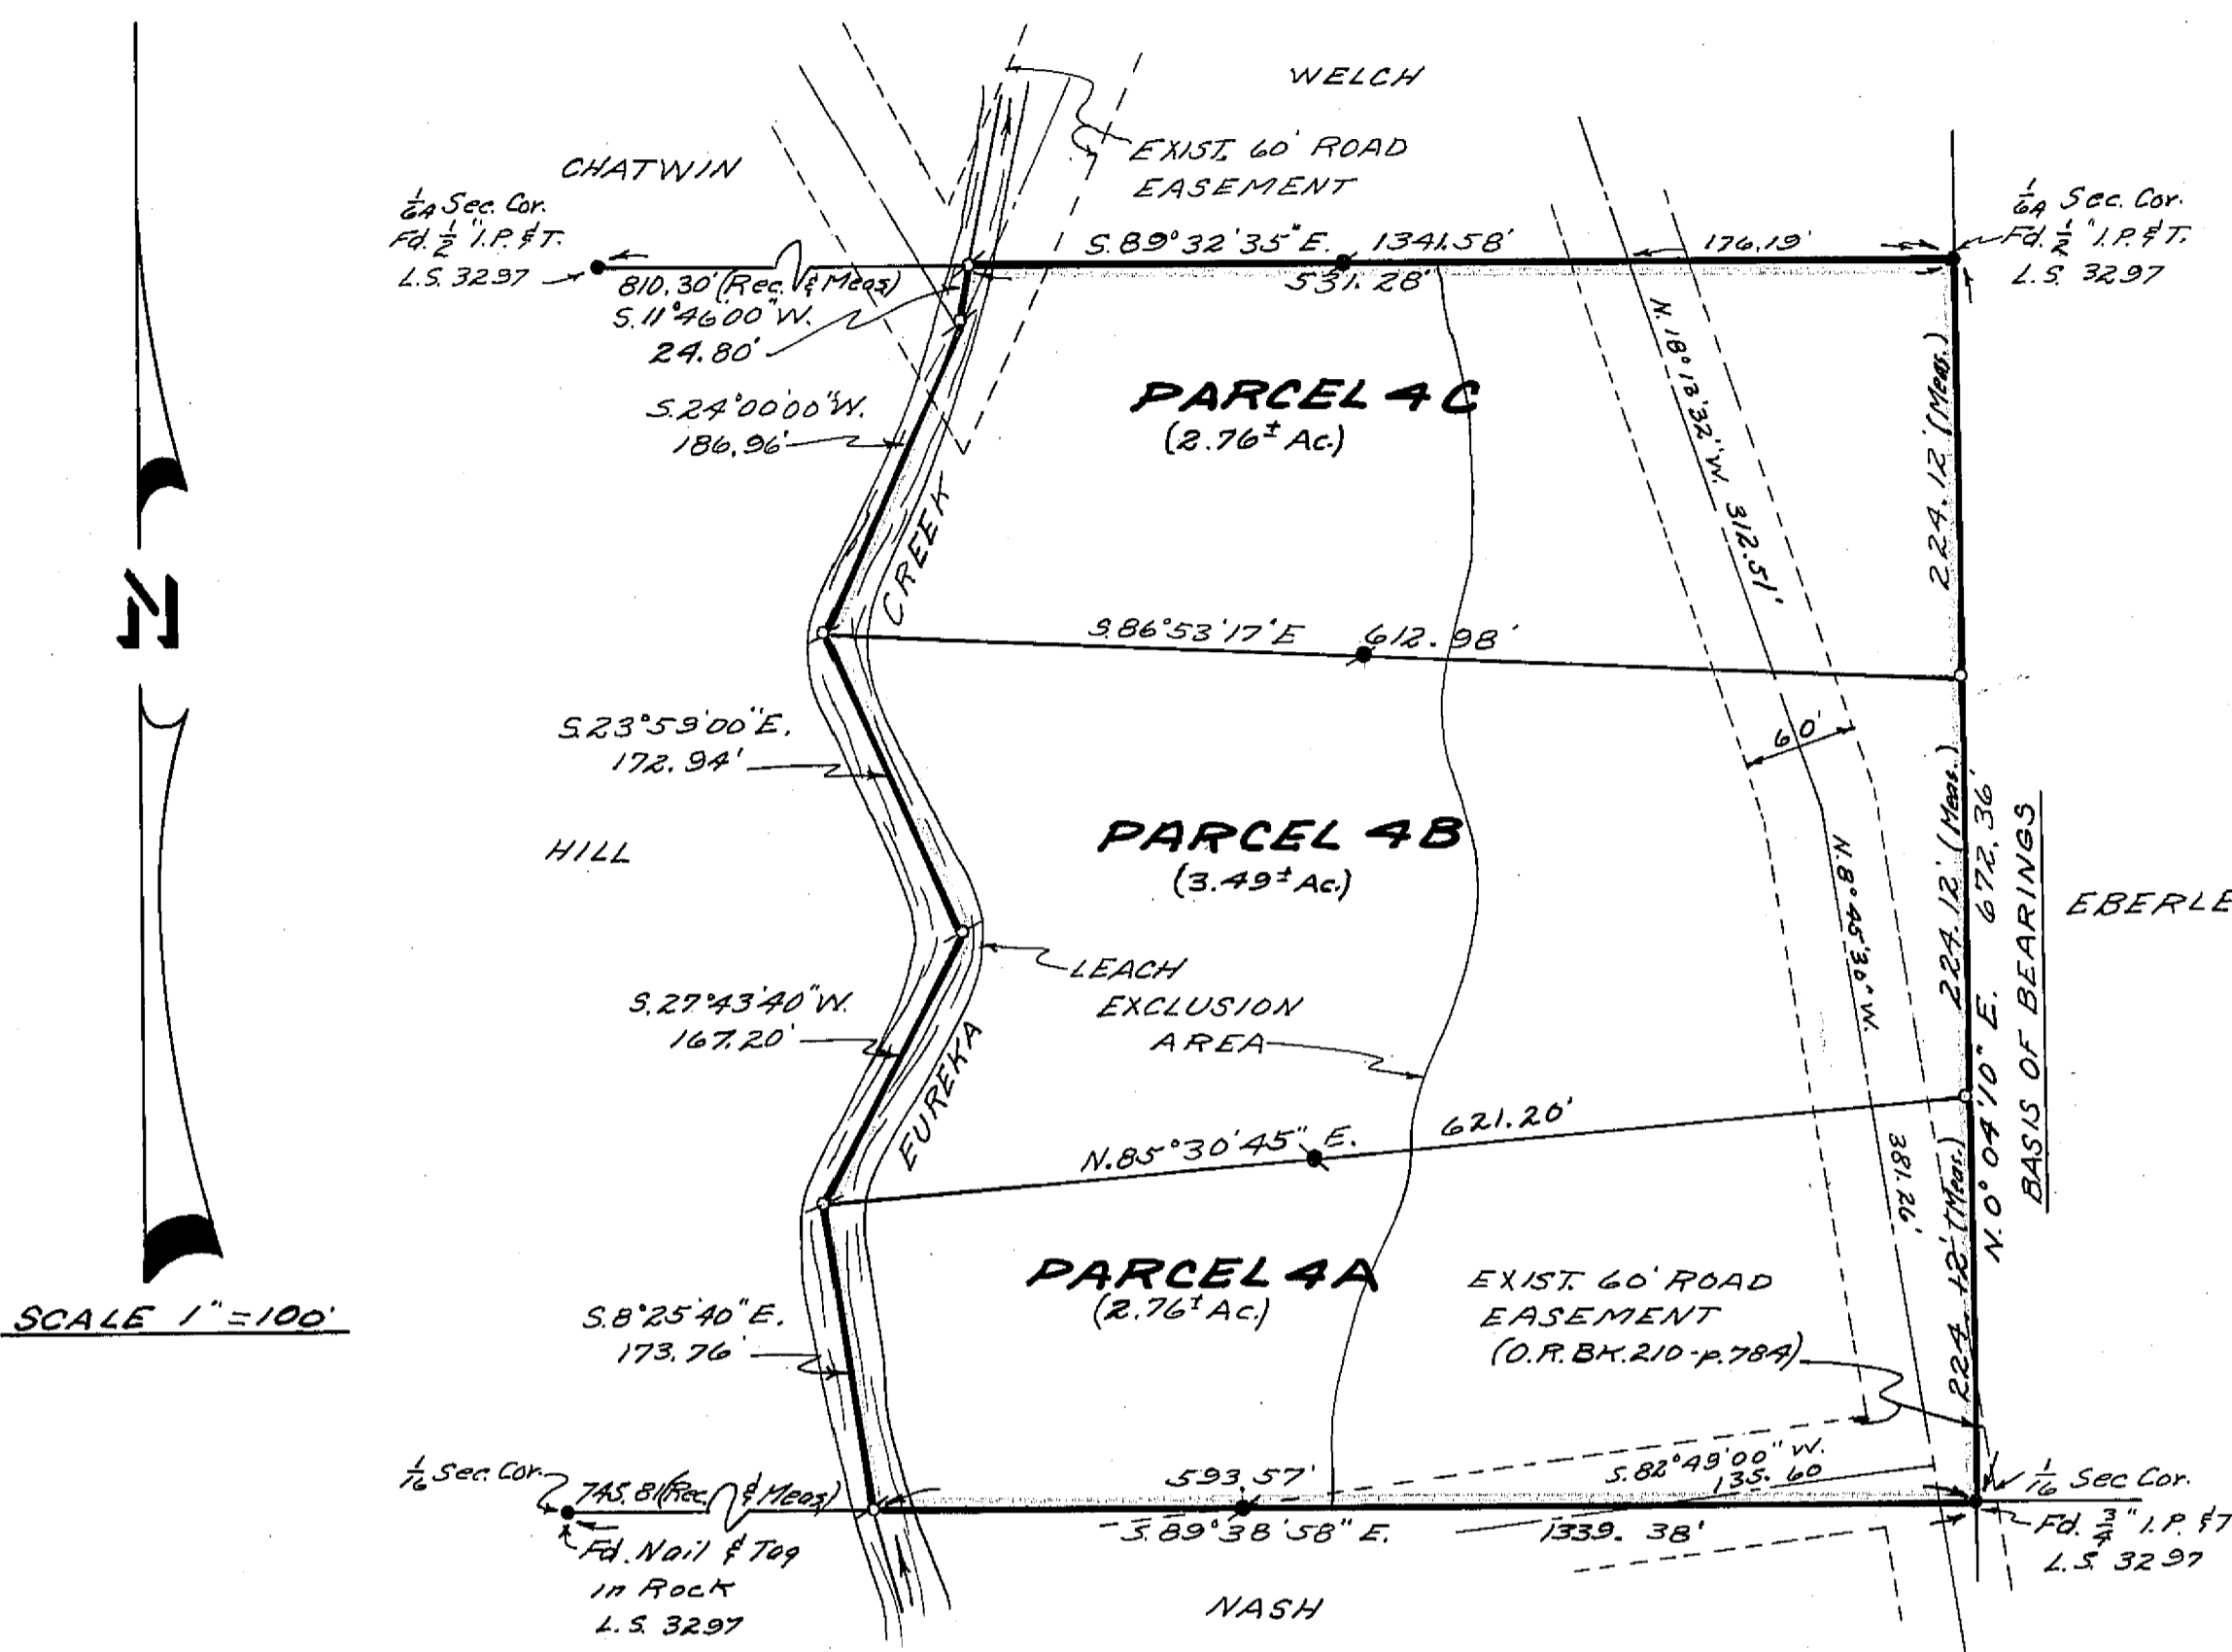 WELCH
EXIST. 60' ROAD
EASEMENT
CHATWIN
1/64 Sec. Cor.
Fd. 1/2" I.P. & T.
L.S. 3297
1/64 Sec. Cor.
Fd. 1/2" I.P. & T.
L.S. 3297
S.89°32'35"E. 1341.58'
176.19'
810.30' (Rec. & Meas)
531.28'
S.11°46'00"W.
24.80'
N.18°13'32"W. 312.51'
224.12' (Meas.)
PARCEL 4C
(2.76± Ac.)
S.24°00'00"W.
186.96'
CREEK
N
S.86°53'17"E 612.98'
S.23°59'00"E.
172.94'
60'
HILL
PARCEL 4B
(3.49± Ac.)
224.12' (Meas.)
N.8°45'30"W.
381.26'
N.0°04'10"E. 672.36'
BASIS OF BEARINGS
EBERLE
LEACH
EXCLUSION
AREA
S.27°43'40"W.
167.20'
EUREKA
N.85°30'45"E. 621.20'
PARCEL 4A
(2.76± Ac.)
224.12' (Meas.)
EXIST. 60' ROAD
EASEMENT
(O.R. BK. 210-p. 784)
SCALE 1"=100'
S.8°25'40"E.
173.76'
1/16 Sec. Cor.
745.81 (Rec. & Meas)
593.57'
S.82°49'00"W.
135.60
1/16 Sec Cor.
Fd. 3/4" I.P. & T
L.S. 3297
Fd. Nail & Tag
in Rock
L.S. 3297
S.89°38'58"E. 1339.38'
NASH